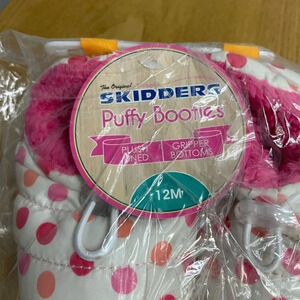 The Original
SKIDDERS
Puffy Booties
PLUSH GRIPPER
LINED BOTTOMS
12M